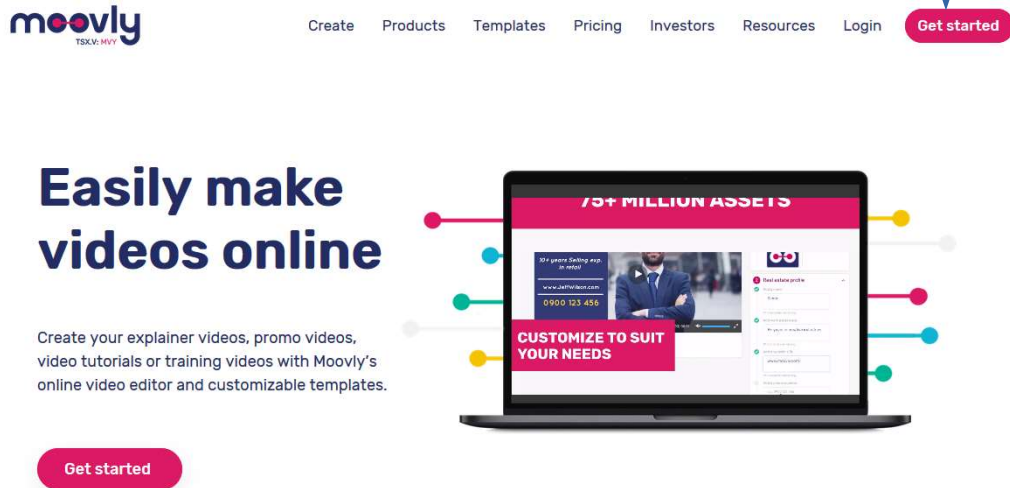 moovly
TSX.V: MVY
Create
Products
Templates
Pricing
Investors
Resources
Login
Get started
Easily make
videos online
Create your explainer videos, promo videos,
video tutorials or training videos with Moovly's
online video editor and customizable templates.
Get started
75+ MILLION ASSETS
10+ years Selling exp.
in retail
www.JeffWilson.com
0900 123 456
CUSTOMIZE TO SUIT
YOUR NEEDS
2 Real estate profile